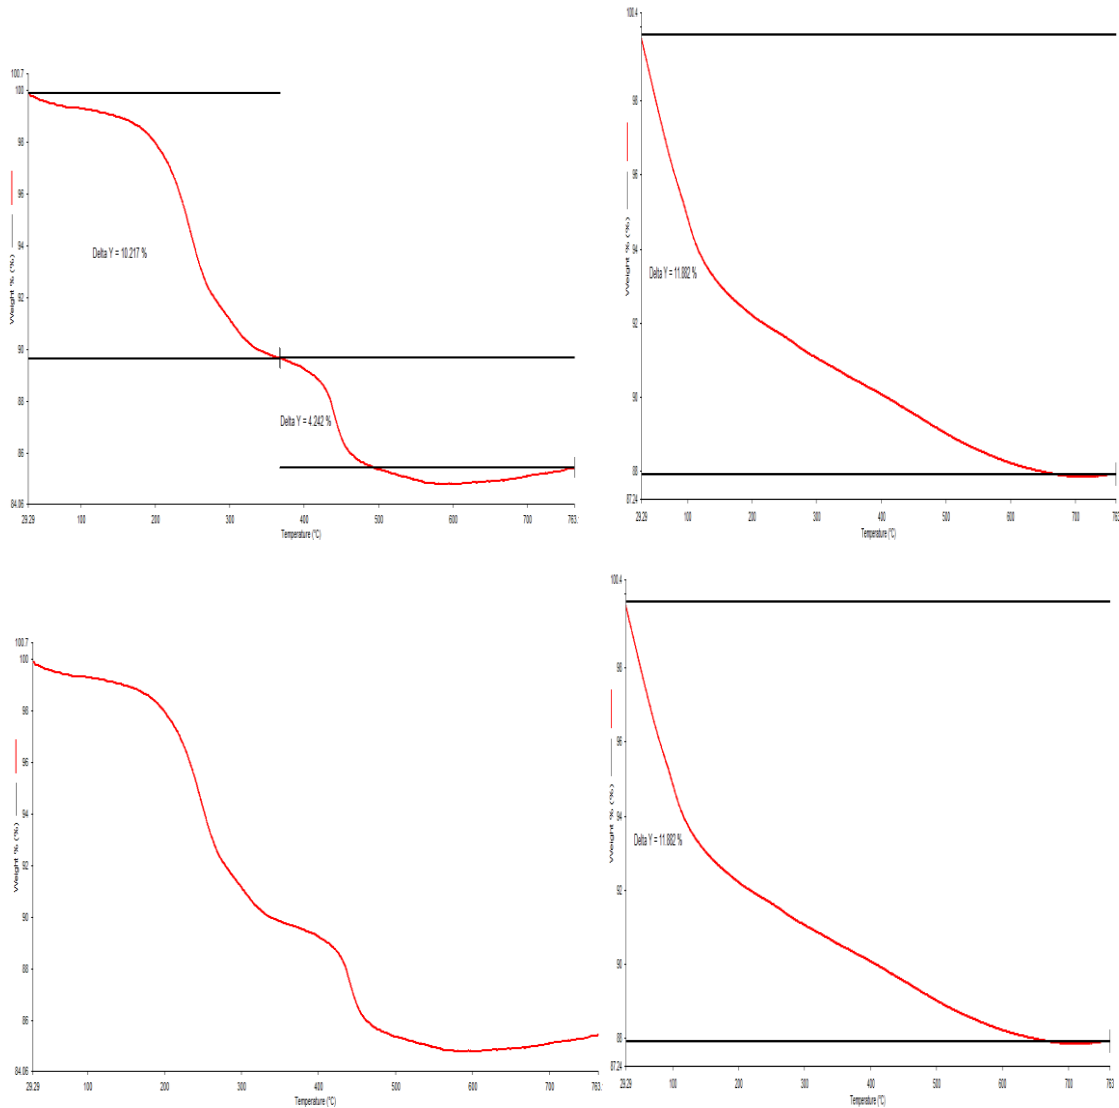 100.7
100
98
96
94
92
90
88
84.06
Weight % (%)
Delta Y = 10.217 %
Delta Y = 4.242 %
29.29 100 200 300 400 500 600 700 763.
Temperature (°C)
100.4
98
96
94
92
90
88
87.24
Weight % (%)
Delta Y = 11.882 %
29.29 100 200 300 400 500 600 700 763
Temperature (°C)
100.7
100
98
96
94
92
90
88
86
84.06
Weight % (%)
29.29 100 200 300 400 500 600 700 763.
Temperature (°C)
100.4
98
96
94
92
90
88
87.24
Weight % (%)
Delta Y = 11.882 %
29.29 100 200 300 400 500 600 700 763
Temperature (°C)